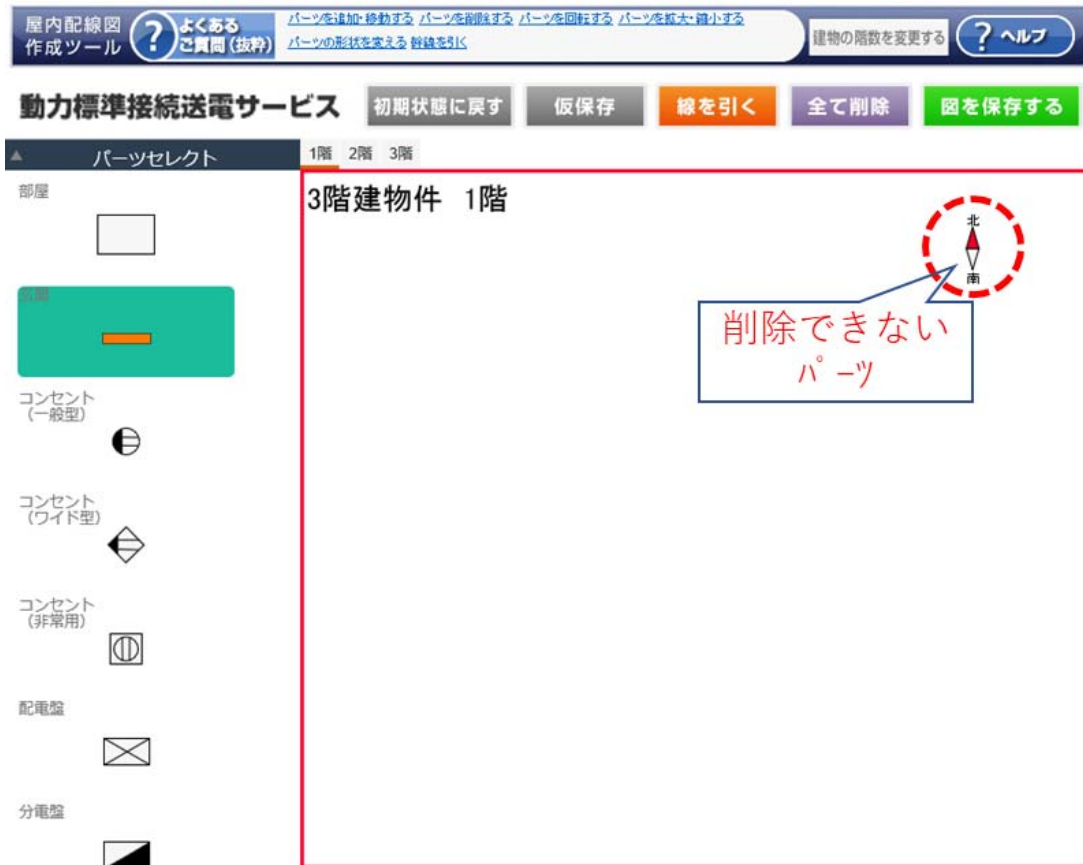 屋内配線図
作成ツール
?
よくある
ご質問(抜粋)
パーツを追加・移動する パーツを削除する パーツを回転する パーツを拡大・縮小する
パーツの形状を変える 幹線を引く
建物の階数を変更する
? ヘルプ
動力標準接続送電サービス
初期状態に戻す
仮保存
線を引く
全て削除
図を保存する
パーツセレクト
1階 2階 3階
部屋
玄関
コンセント
(一般型)
コンセント
(ワイド型)
コンセント
(非常用)
配電盤
分電盤
3階建物件 1階
北
南
削除できない
ﾊﾟｰﾂ